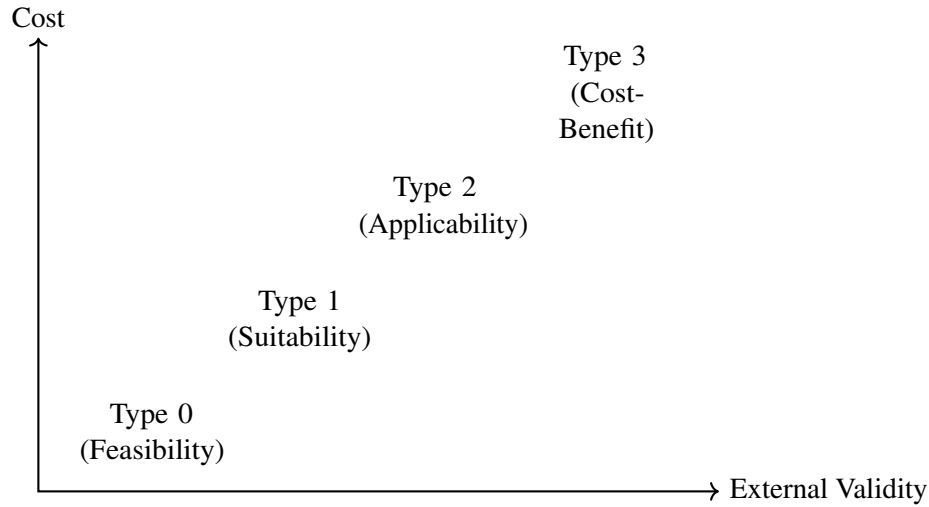 Cost
Type 3
(Cost-
Benefit)
Type 2
(Applicability)
Type 1
(Suitability)
Type 0
(Feasibility)
External Validity